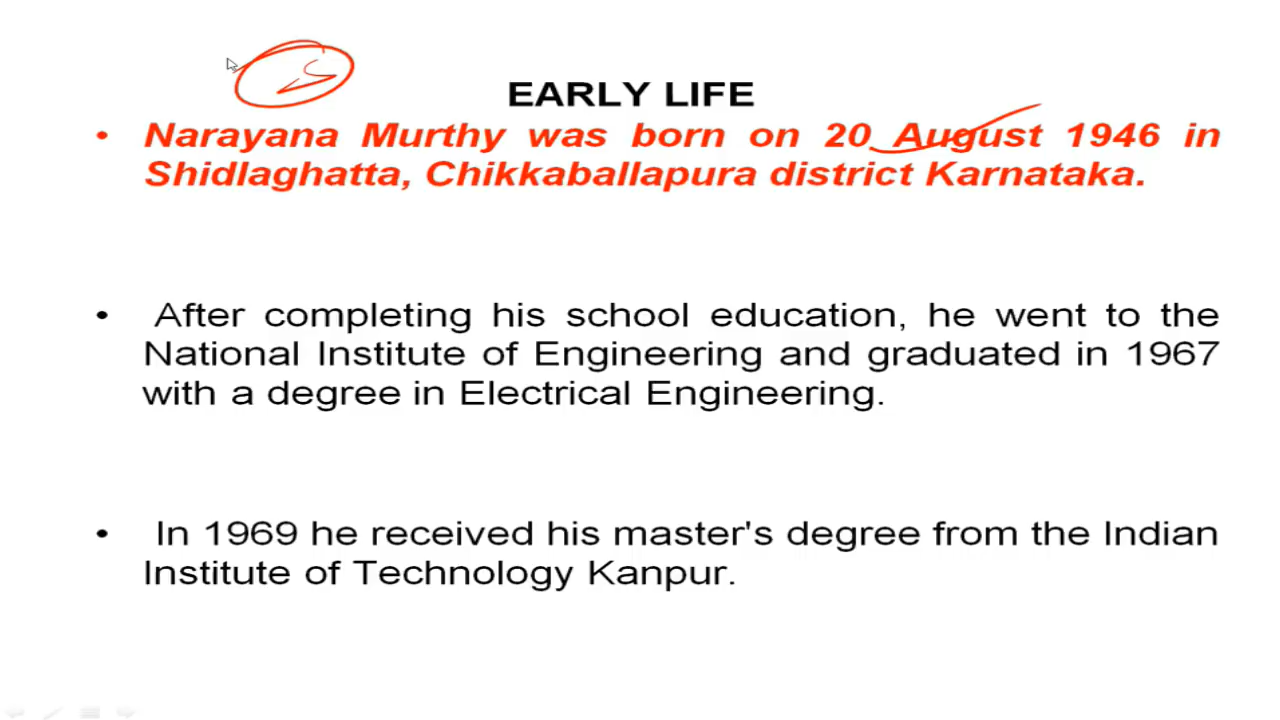 EARLY LIFE
• Narayana Murthy was born on 20 August 1946 in
Shidlaghatta, Chikkaballapura district Karnataka.
• After completing his school education, he went to the
National Institute of Engineering and graduated in 1967
with a degree in Electrical Engineering.
• In 1969 he received his master's degree from the Indian
Institute of Technology Kanpur.